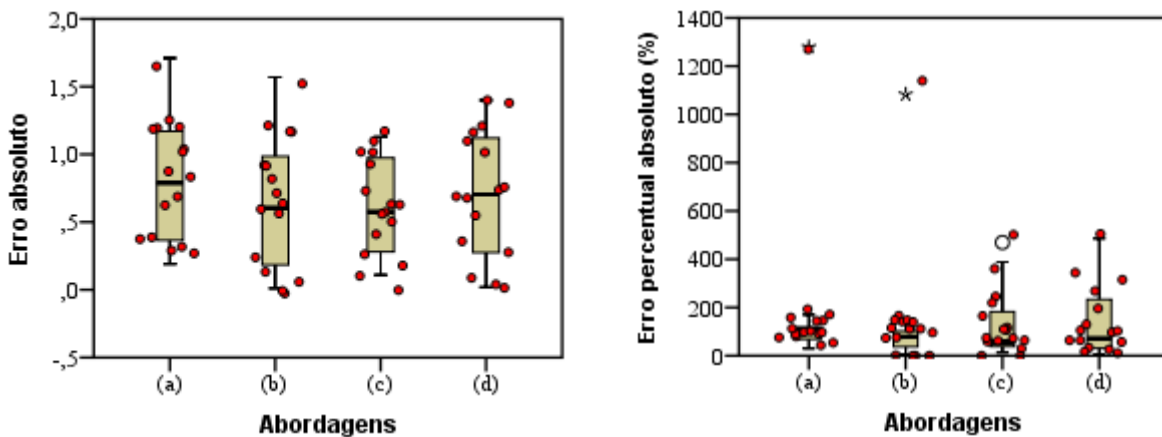 Erro absoluto
2,0
1,5
1,0
,5
,0
-,5
(a) (b) (c) (d)
Abordagens
Erro percentual absoluto (%)
1400
1200
1000
800
600
400
200
0
(a) (b) (c) (d)
Abordagens